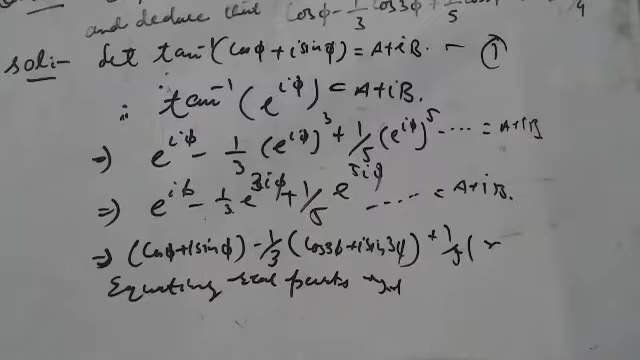 and deduce that Cosϕ - 1/3 Cos3ϕ + 1/5 cos
Soln:- Let tan⁻¹(Cosϕ + i sinϕ) = A+iB. - ①
∴ tan⁻¹(e^{iϕ}) = A+iB.
⇒) e^{iϕ} - 1/3 (e^{iϕ})³ + 1/5 (e^{iϕ})⁵ ..... = A+iB
⇒) e^{iϕ} - 1/3 e^{3iϕ} + 1/5 e^{5iϕ} ...... = A+iB.
⇒ (Cosϕ+isinϕ) - 1/3 (Cos3ϕ+isin3ϕ) + 1/5 (
Equating real parts